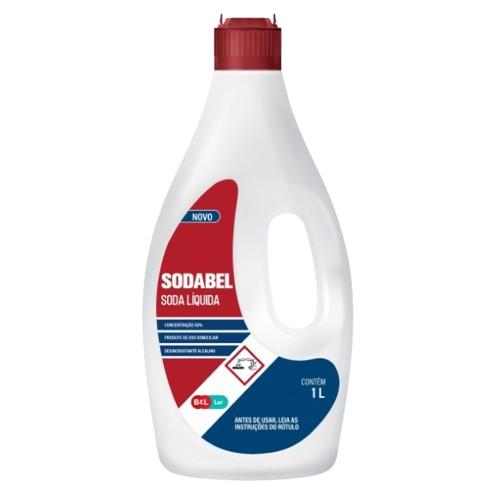 NOVO
SODABEL
SODA LÍQUIDA
CONCENTRAÇÃO 50%
PRODUTO DE USO DOMICILIAR
DESINCRUSTANTE ALCALINO
B&L Lar
CONTÉM
1 L
ANTES DE USAR, LEIA AS
INSTRUÇÕES DO RÓTULO